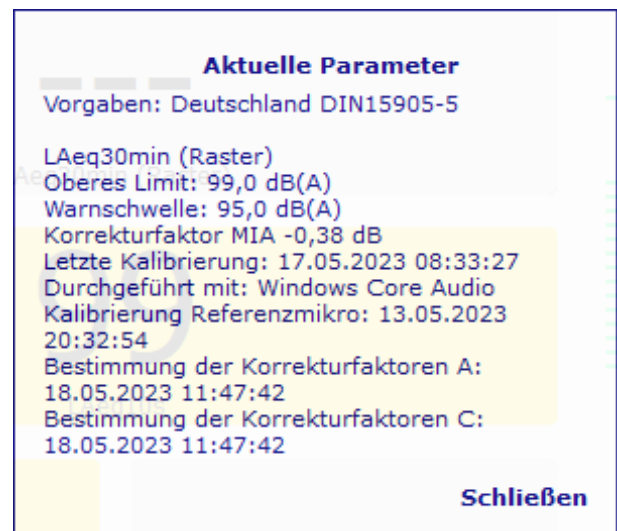 Aktuelle Parameter
Vorgaben: Deutschland DIN15905-5
LAeq30min (Raster)
Oberes Limit: 99,0 dB(A)
Warnschwelle: 95,0 dB(A)
Korrekturfaktor MIA -0,38 dB
Letzte Kalibrierung: 17.05.2023 08:33:27
Durchgeführt mit: Windows Core Audio
Kalibrierung Referenzmikro: 13.05.2023
20:32:54
Bestimmung der Korrekturfaktoren A:
18.05.2023 11:47:42
Bestimmung der Korrekturfaktoren C:
18.05.2023 11:47:42
Schließen